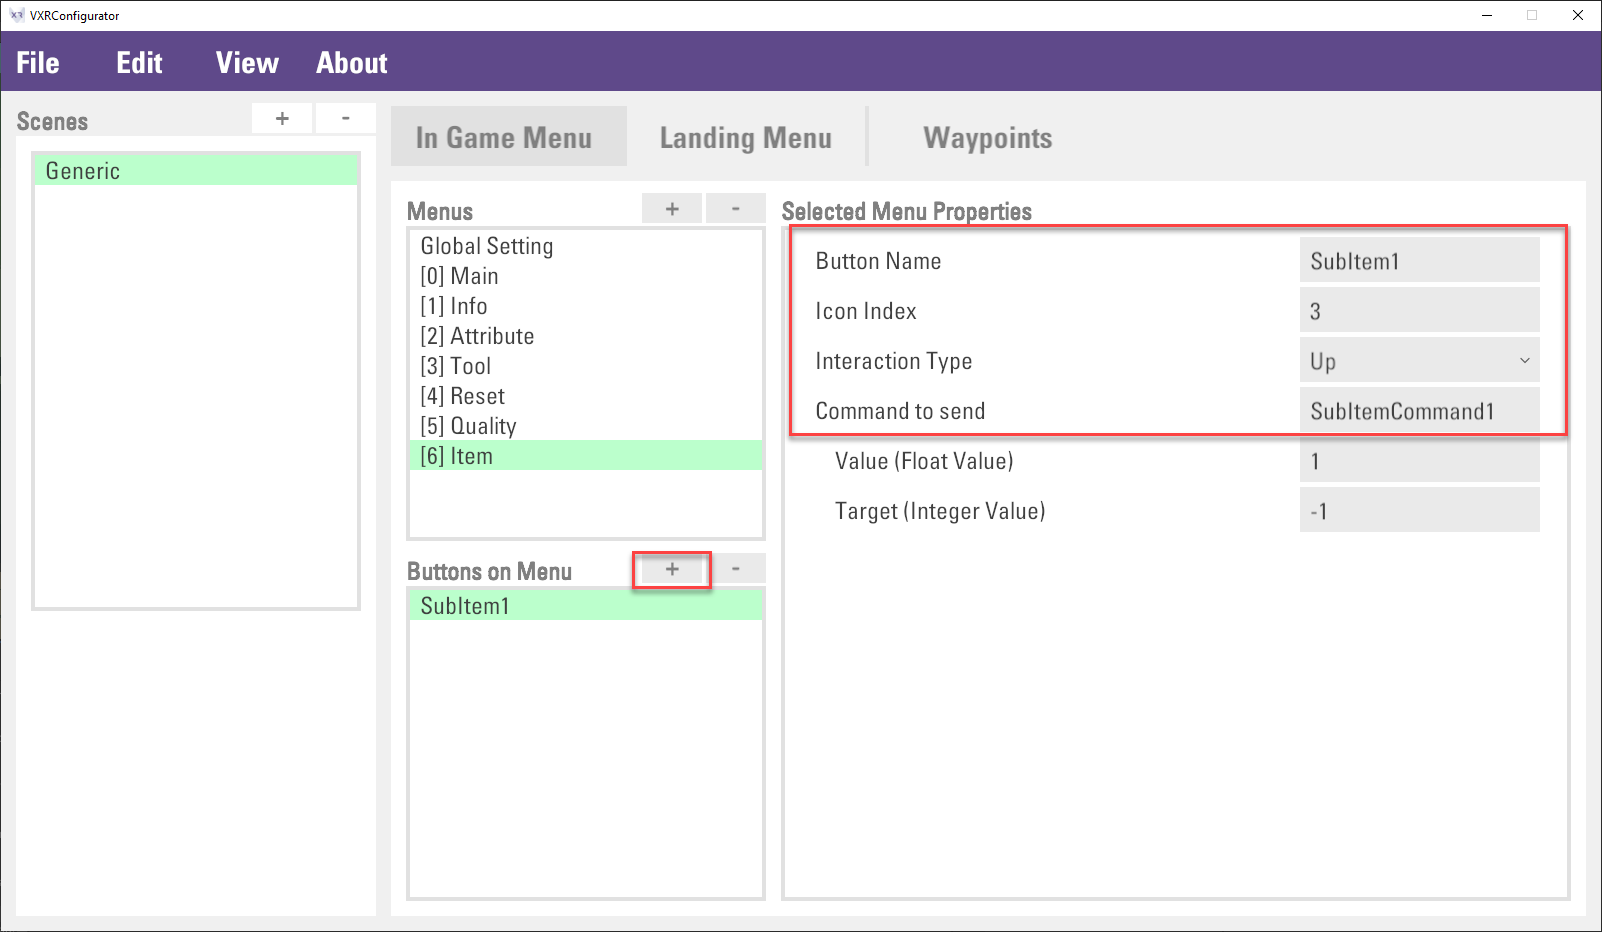 VXRConfigurator
File Edit View About
Scenes + -
Generic
In Game Menu Landing Menu Waypoints
Menus + -
Global Setting
[0] Main
[1] Info
[2] Attribute
[3] Tool
[4] Reset
[5] Quality
[6] Item
Buttons on Menu + -
SubItem1
Selected Menu Properties
Button Name SubItem1
Icon Index 3
Interaction Type Up
Command to send SubItemCommand1
Value (Float Value) 1
Target (Integer Value) -1